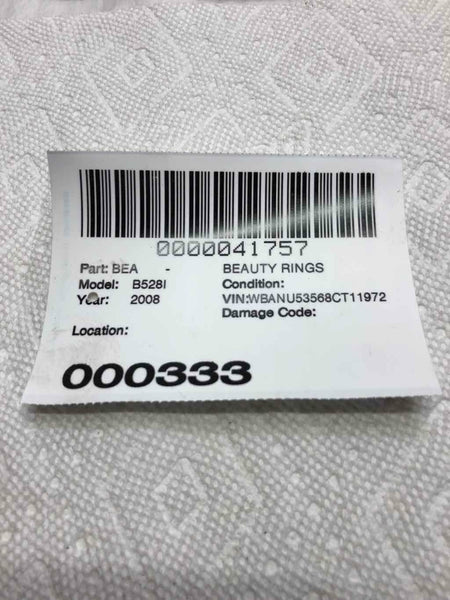 0000041757
Part: BEA - BEAUTY RINGS
Model: B528I Condition:
Year: 2008 VIN:WBANU53568CT11972
Damage Code:
Location:
000333